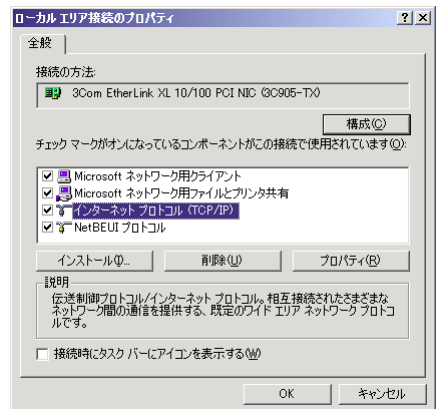 ローカル エリア接続のプロパティ
全般
接続の方法:
3Com EtherLink XL 10/100 PCI NIC (3C905-TX)
構成(C)
チェック マークがオンになっているコンポーネントがこの接続で使用されています(O):
Microsoft ネットワーク用クライアント
Microsoft ネットワーク用ファイルとプリンタ共有
インターネット プロトコル (TCP/IP)
NetBEUI プロトコル
インストール(I)... 削除(U) プロパティ(R)
説明
伝送制御プロトコル/インターネット プロトコル。相互接続されたさまざまな
ネットワーク間の通信を提供する、既定のワイド エリア ネットワーク プロトコ
ルです。
接続時にタスク バーにアイコンを表示する(W)
OK キャンセル